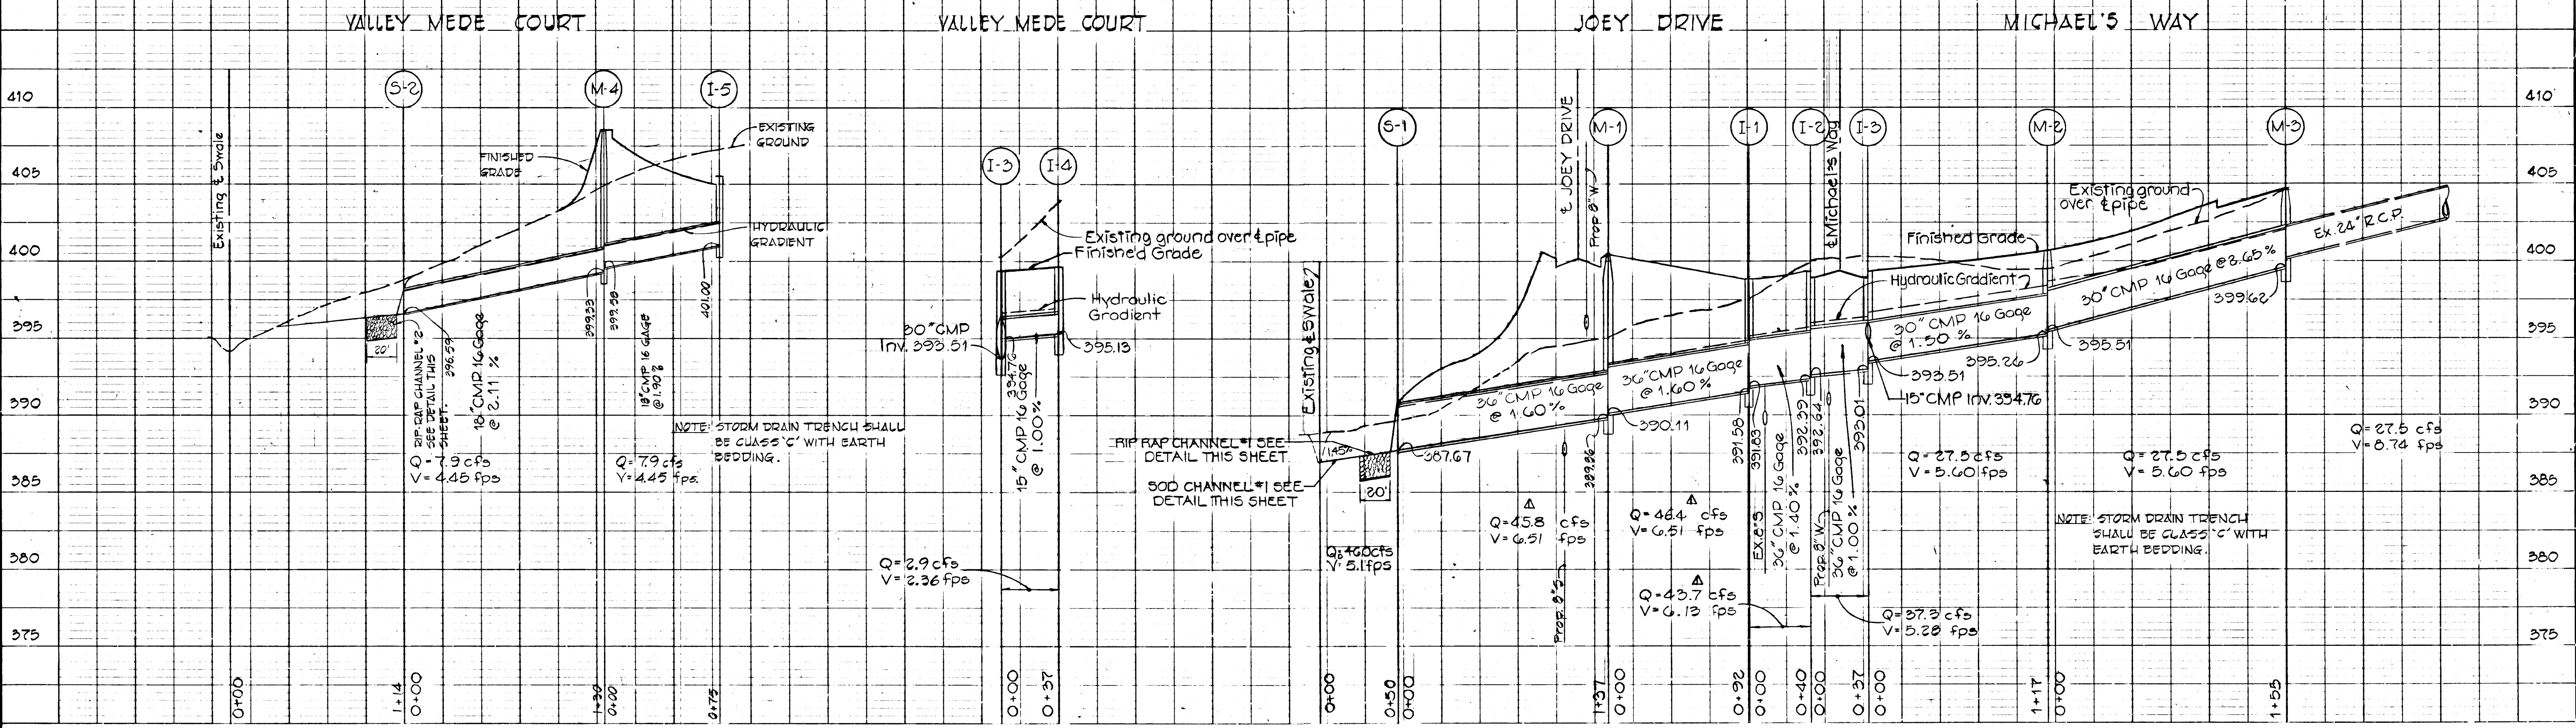 VALLEY MEDE COURT
VALLEY MEDE COURT
JOEY DRIVE
MICHAEL'S WAY
410
405
400
395
390
385
380
375
Existing ℄ Swale
S-2
M-4
I-5
FINISHED
GRADE
EXISTING
GROUND
HYDRAULIC
GRADIENT
20'
RIP-RAP CHANNEL #2
SEE DETAIL THIS
SHEET.
396.59
18" CMP 16 Gage
@ 2.11 %
399.33
399.58
18" CMP 16 GAGE
@ 1.90%
401.00
NOTE: STORM DRAIN TRENCH SHALL
BE CLASS 'C' WITH EARTH
BEDDING.
Q = 7.9 cfs
V = 4.45 fps
Q = 7.9 cfs
V = 4.45 fps.
0+00
1+14
0+00
1+30
0+00
0+75
I-3
I-4
Existing ground over ℄ pipe
Finished Grade
Hydraulic
Gradient
30" CMP
Inv. 393.51
395.13
394.76
15" CMP 16 Gage
@ 1.00%
Q = 2.9 cfs
V = 2.36 fps
0+00
0+37
Existing ℄ Swale
S-1
℄ JOEY DRIVE
Prop 8" W
M-1
I-1
I-2
℄ Michael's Way
I-3
M-2
M-3
Existing ground
over ℄ pipe
Finished Grade
Hydraulic Gradient
Ex. 24" R.C.P.
30" CMP 16 Gage @ 2.65%
399.62
30" CMP 16 Gage
@ 1.50 %
395.26
395.51
393.51
15" CMP Inv. 394.76
36" CMP 16 Gage
@ 1.60 %
36" CMP 16 Gage
@ 1.60 %
390.11
387.67
389.86
391.58
391.83
392.39
392.64
393.01
36" CMP 16 Gage
@ 1.40 %
36" CMP 16 Gage
@ 1.00 %
Ex. 8" S
Prop 8" W
Prop. 8" S
RIP RAP CHANNEL #1 SEE
DETAIL THIS SHEET
1.45%
SOD CHANNEL #1 SEE
DETAIL THIS SHEET
20'
V = 5.1 fps
Q = 45.8 cfs
V = 6.51 fps
Q = 46.4 cfs
V = 6.51 fps
Q = 43.7 cfs
V = 6.13 fps
Q = 37.3 cfs
V = 5.28 fps
Q = 27.5 cfs
V = 5.60 fps
Q = 27.5 cfs
V = 5.60 fps
Q = 27.5 cfs
V = 8.74 fps
NOTE: STORM DRAIN TRENCH
SHALL BE CLASS 'C' WITH
EARTH BEDDING.
0+00
0+50
0+00
1+37
0+00
0+92
0+00
0+40
0+00
0+37
0+00
1+17
0+00
1+55
410
405
400
395
390
385
380
375